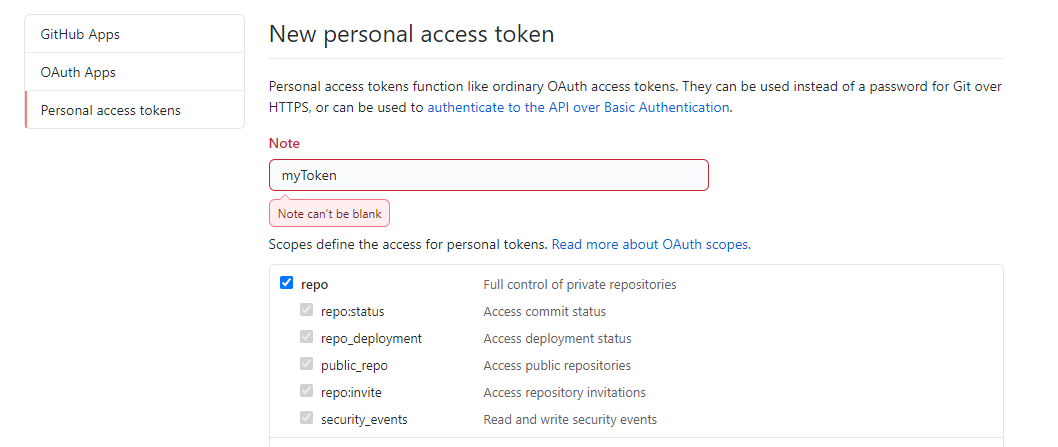 GitHub Apps
OAuth Apps
Personal access tokens
New personal access token
Personal access tokens function like ordinary OAuth access tokens. They can be used instead of a password for Git over
HTTPS, or can be used to authenticate to the API over Basic Authentication.
Note
myToken
Note can't be blank
Scopes define the access for personal tokens. Read more about OAuth scopes.
repo Full control of private repositories
repo:status Access commit status
repo_deployment Access deployment status
public_repo Access public repositories
repo:invite Access repository invitations
security_events Read and write security events